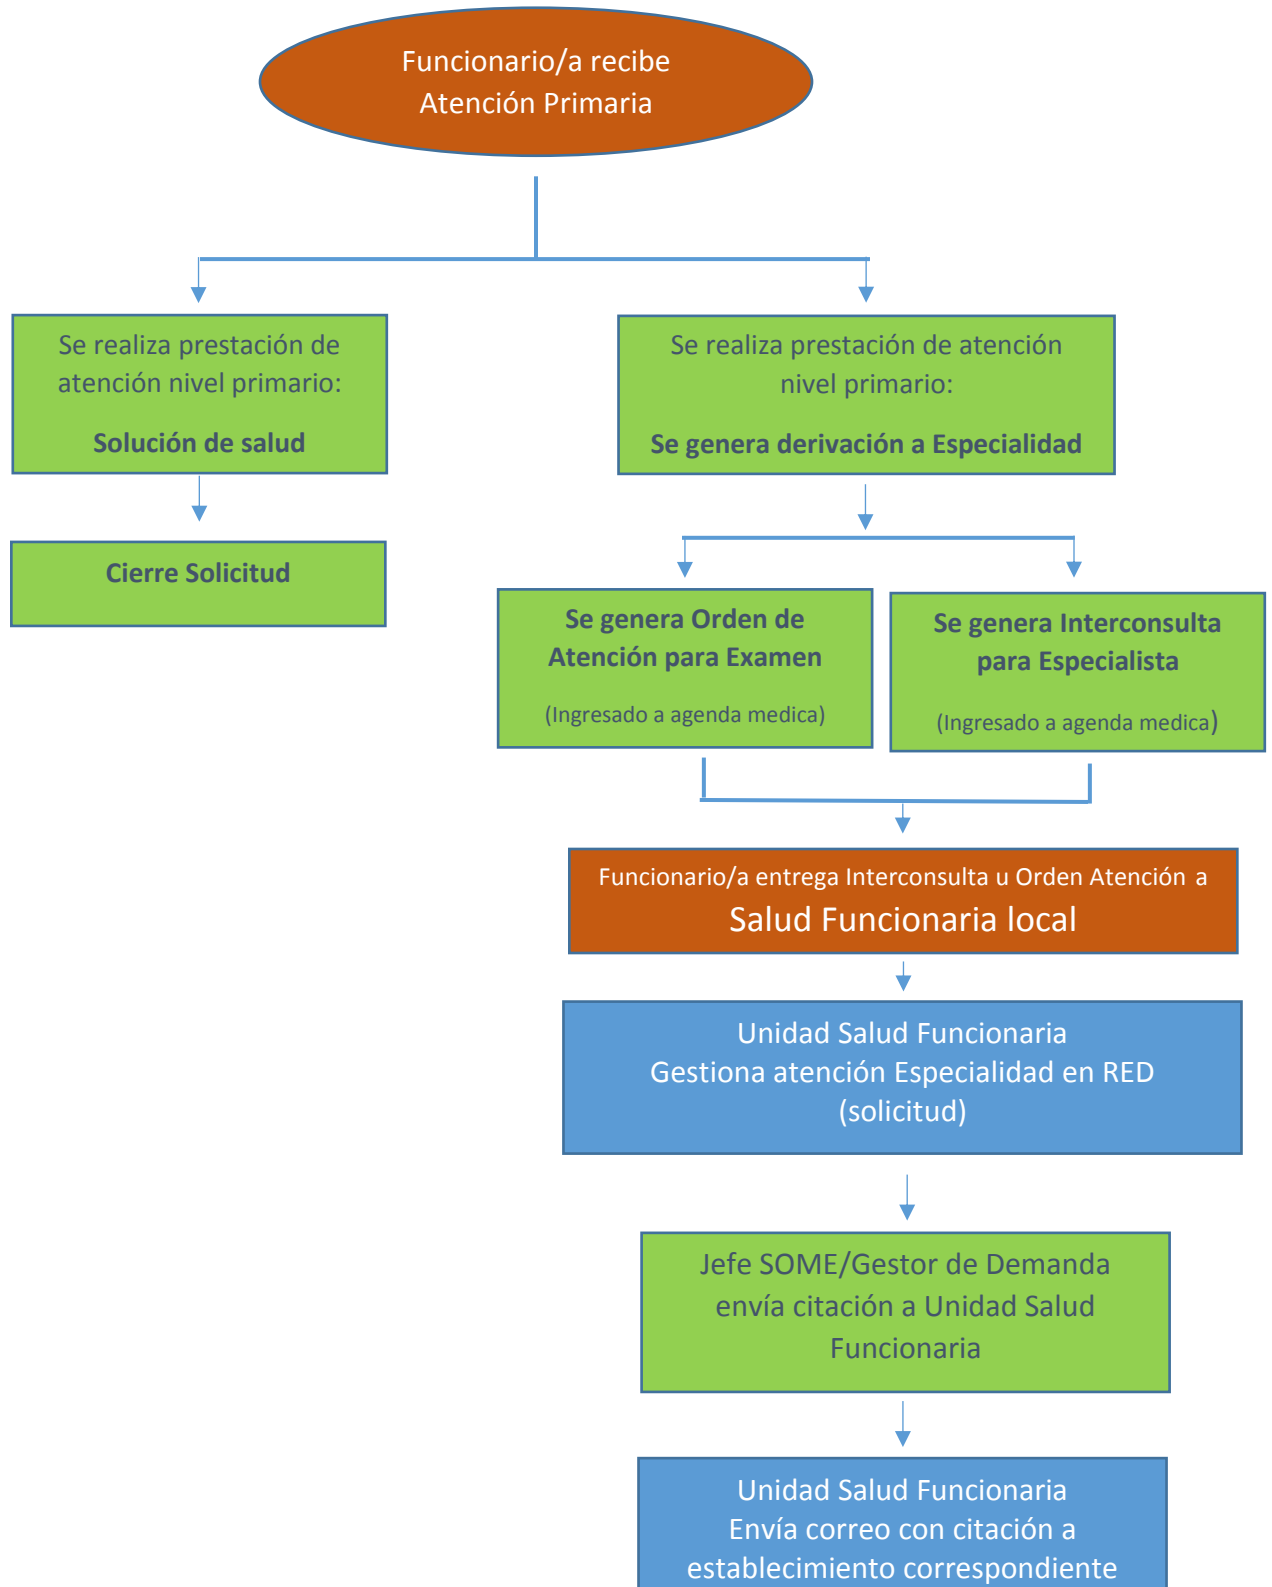 Funcionario/a recibe
Atención Primaria
Se realiza prestación de
atención nivel primario:
Solución de salud
Cierre Solicitud
Se realiza prestación de atención
nivel primario:
Se genera derivación a Especialidad
Se genera Orden de
Atención para Examen
(Ingresado a agenda medica)
Se genera Interconsulta
para Especialista
(Ingresado a agenda medica)
Funcionario/a entrega Interconsulta u Orden Atención a
Salud Funcionaria local
Unidad Salud Funcionaria
Gestiona atención Especialidad en RED
(solicitud)
Jefe SOME/Gestor de Demanda
envía citación a Unidad Salud
Funcionaria
Unidad Salud Funcionaria
Envía correo con citación a
establecimiento correspondiente